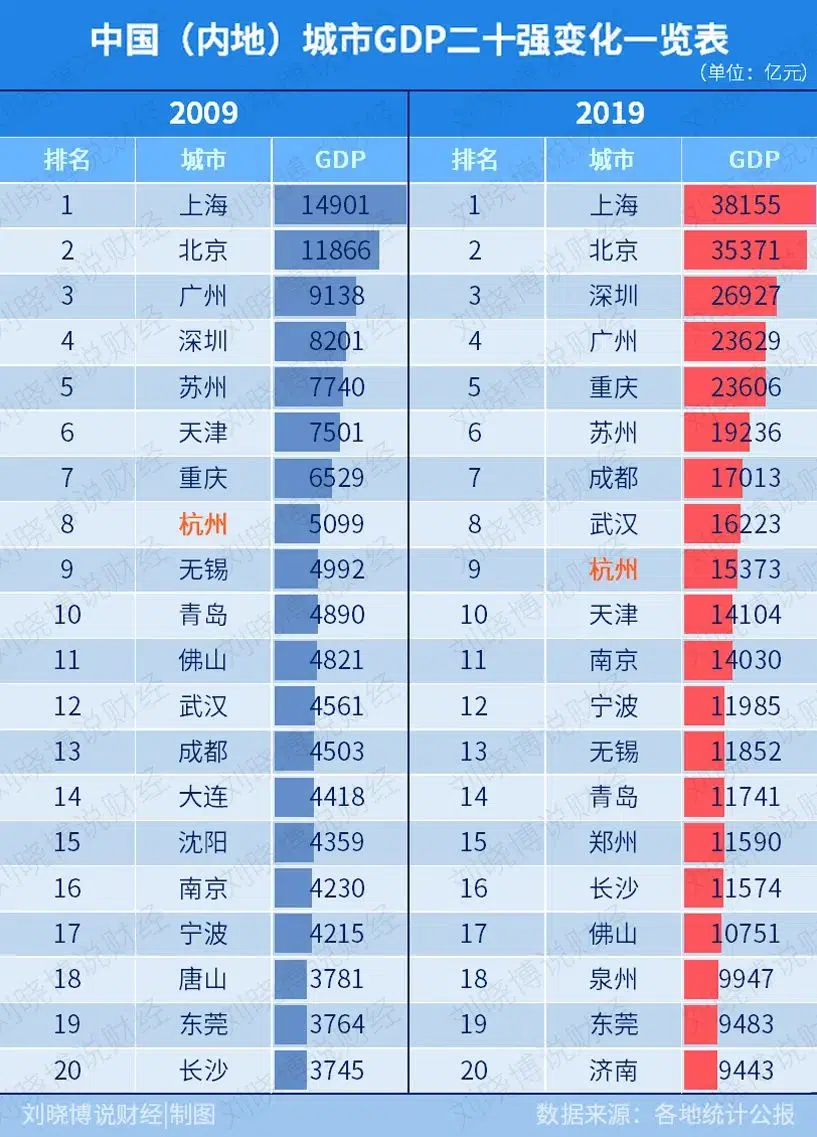 中国（内地）城市GDP二十强变化一览表
（单位：亿元）
2009 2019
排名 城市 GDP 排名 城市 GDP
1 上海 14901 1 上海 38155
2 北京 11866 2 北京 35371
3 广州 9138 3 深圳 26927
4 深圳 8201 4 广州 23629
5 苏州 7740 5 重庆 23606
6 天津 7501 6 苏州 19236
7 重庆 6529 7 成都 17013
8 杭州 5099 8 武汉 16223
9 无锡 4992 9 杭州 15373
10 青岛 4890 10 天津 14104
11 佛山 4821 11 南京 14030
12 武汉 4561 12 宁波 11985
13 成都 4503 13 无锡 11852
14 大连 4418 14 青岛 11741
15 沈阳 4359 15 郑州 11590
16 南京 4230 16 长沙 11574
17 宁波 4215 17 佛山 10751
18 唐山 3781 18 泉州 9947
19 东莞 3764 19 东莞 9483
20 长沙 3745 20 济南 9443
刘晓博说财经|制图 数据来源：各地统计公报